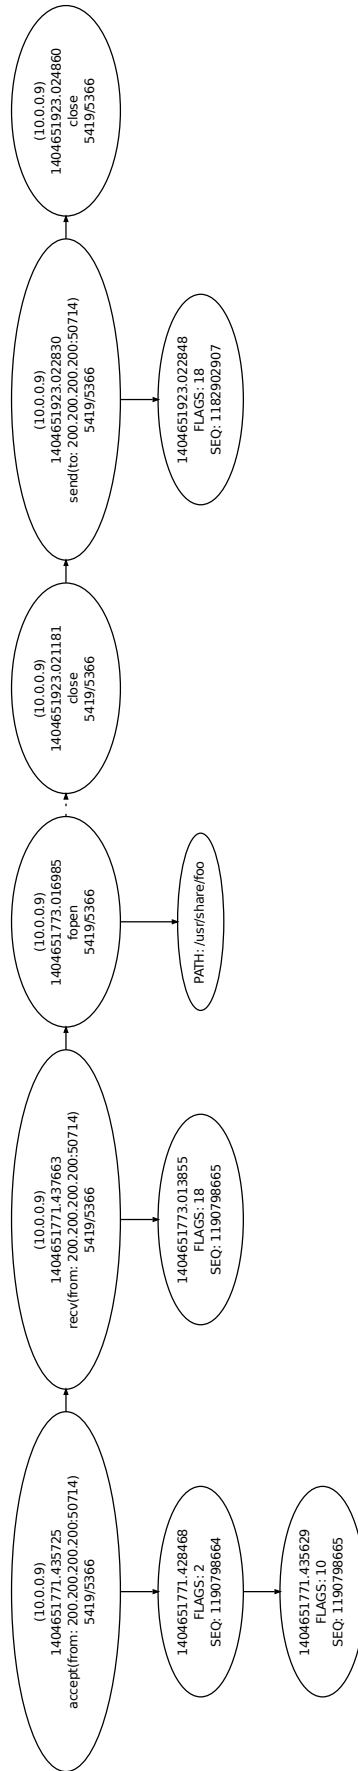 (10.0.0.9)
1404651771.435725
accept(from: 200.200.200.200:50714)
5419/5366
1404651771.428468
FLAGS: 2
SEQ: 1190798664
1404651771.435629
FLAGS: 10
SEQ: 1190798665
(10.0.0.9)
1404651771.437663
recv(from: 200.200.200.200:50714)
5419/5366
1404651773.013855
FLAGS: 18
SEQ: 1190798665
(10.0.0.9)
1404651773.016985
fopen
5419/5366
PATH: /usr/share/foo
(10.0.0.9)
1404651923.021181
close
5419/5366
(10.0.0.9)
1404651923.022830
send(to: 200.200.200.200:50714)
5419/5366
1404651923.022848
FLAGS: 18
SEQ: 1182902907
(10.0.0.9)
1404651923.024860
close
5419/5366